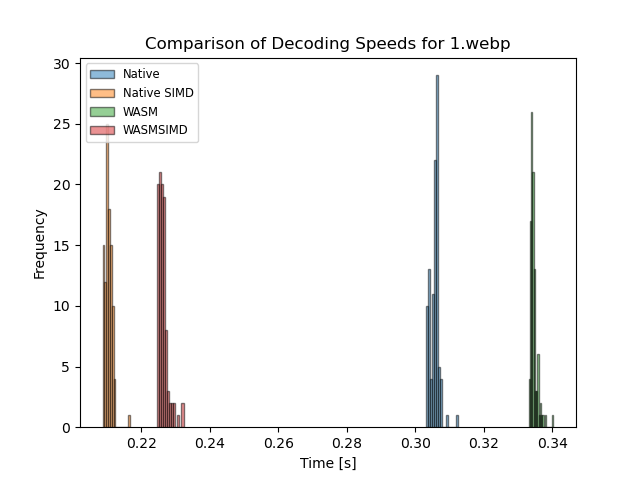 Comparison of Decoding Speeds for 1.webp
30
25
20
15
10
5
0
Frequency
Native
Native SIMD
WASM
WASMSIMD
0.22 0.24 0.26 0.28 0.30 0.32 0.34
Time [s]